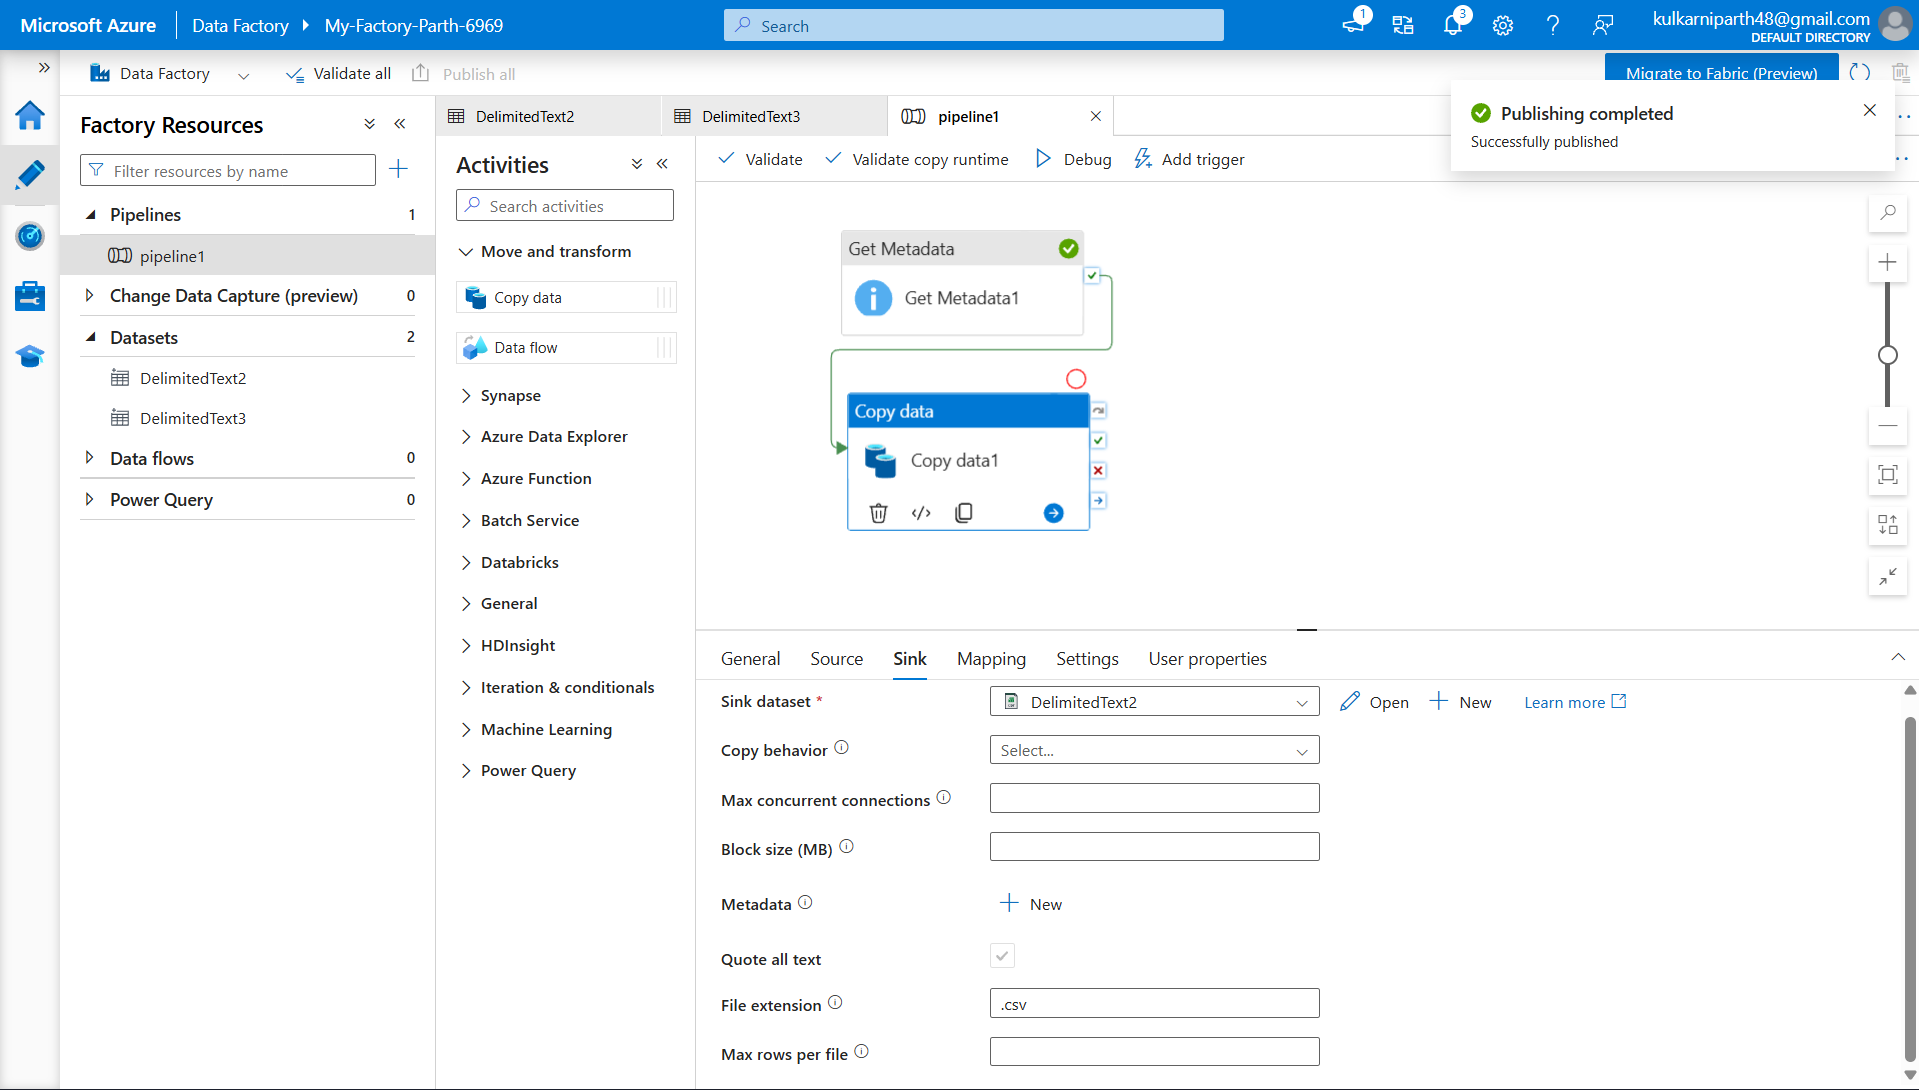 Microsoft Azure
Data Factory
My-Factory-Parth-6969
Search
1
3
kulkarniparth48@gmail.com
DEFAULT DIRECTORY
Data Factory
Validate all
Publish all
Migrate to Fabric (Preview)
Publishing completed
Successfully published
Factory Resources
Filter resources by name
Pipelines
1
pipeline1
Change Data Capture (preview)
0
Datasets
2
DelimitedText2
DelimitedText3
Data flows
0
Power Query
0
DelimitedText2
DelimitedText3
pipeline1
Activities
Search activities
Move and transform
Copy data
Data flow
Synapse
Azure Data Explorer
Azure Function
Batch Service
Databricks
General
HDInsight
Iteration & conditionals
Machine Learning
Power Query
Validate
Validate copy runtime
Debug
Add trigger
Get Metadata
Get Metadata1
Copy data
Copy data1
General
Source
Sink
Mapping
Settings
User properties
Sink dataset *
DelimitedText2
Open
New
Learn more
Copy behavior
Select...
Max concurrent connections
Block size (MB)
Metadata
New
Quote all text
File extension
.csv
Max rows per file